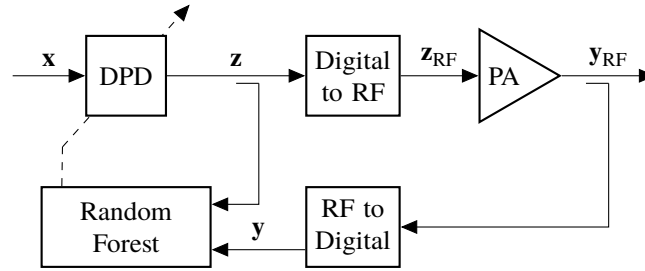 x
DPD
z
Digital
to RF
z_RF
PA
y_RF
Random
Forest
y
RF to
Digital